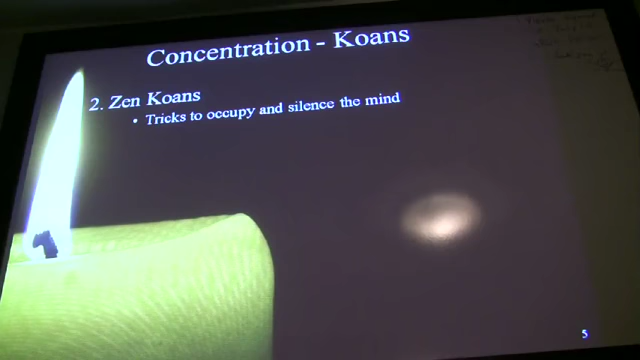 Concentration - Koans
2. Zen Koans
• Tricks to occupy and silence the mind
5